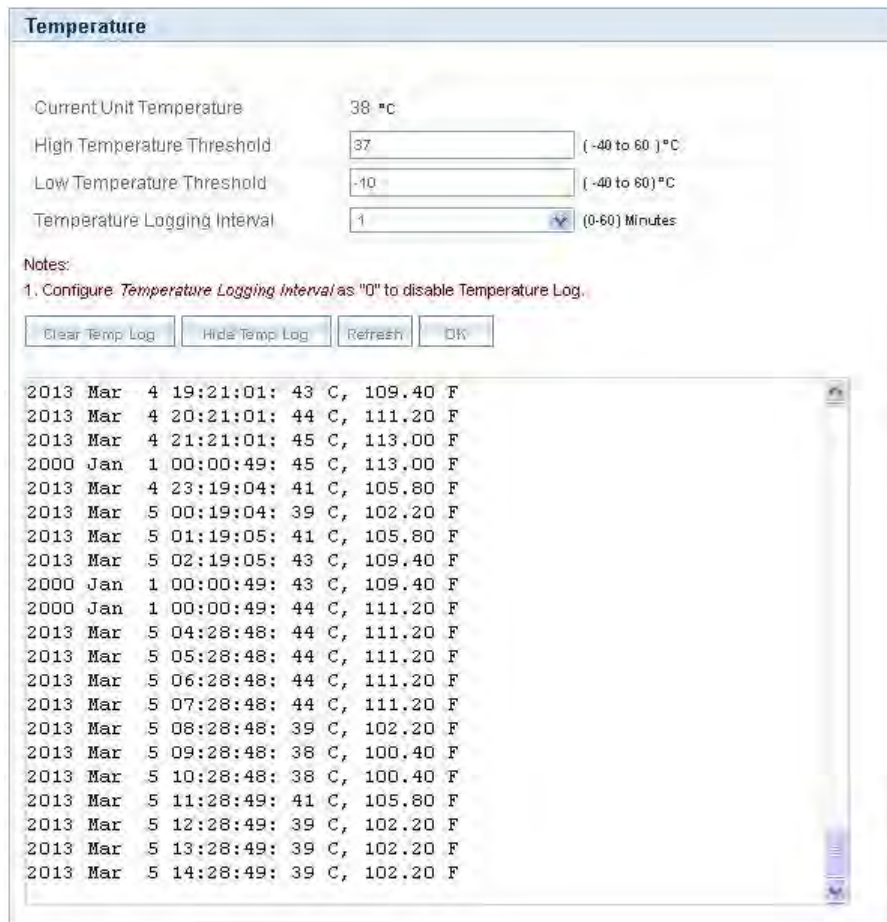 Temperature
Current Unit Temperature 38 °C
High Temperature Threshold 37 ( -40 to 60 )°C
Low Temperature Threshold -10 ( -40 to 60)°C
Temperature Logging Interval 1 (0-60) Minutes
Notes:
1. Configure Temperature Logging Interval as "0" to disable Temperature Log.
Clear Temp Log Hide Temp Log Refresh OK
2013 Mar  4 19:21:01: 43 C, 109.40 F
2013 Mar  4 20:21:01: 44 C, 111.20 F
2013 Mar  4 21:21:01: 45 C, 113.00 F
2000 Jan  1 00:00:49: 45 C, 113.00 F
2013 Mar  4 23:19:04: 41 C, 105.80 F
2013 Mar  5 00:19:04: 39 C, 102.20 F
2013 Mar  5 01:19:05: 41 C, 105.80 F
2013 Mar  5 02:19:05: 43 C, 109.40 F
2000 Jan  1 00:00:49: 43 C, 109.40 F
2000 Jan  1 00:00:49: 44 C, 111.20 F
2013 Mar  5 04:28:48: 44 C, 111.20 F
2013 Mar  5 05:28:48: 44 C, 111.20 F
2013 Mar  5 06:28:48: 44 C, 111.20 F
2013 Mar  5 07:28:48: 44 C, 111.20 F
2013 Mar  5 08:28:48: 39 C, 102.20 F
2013 Mar  5 09:28:48: 38 C, 100.40 F
2013 Mar  5 10:28:48: 38 C, 100.40 F
2013 Mar  5 11:28:49: 41 C, 105.80 F
2013 Mar  5 12:28:49: 39 C, 102.20 F
2013 Mar  5 13:28:49: 39 C, 102.20 F
2013 Mar  5 14:28:49: 39 C, 102.20 F